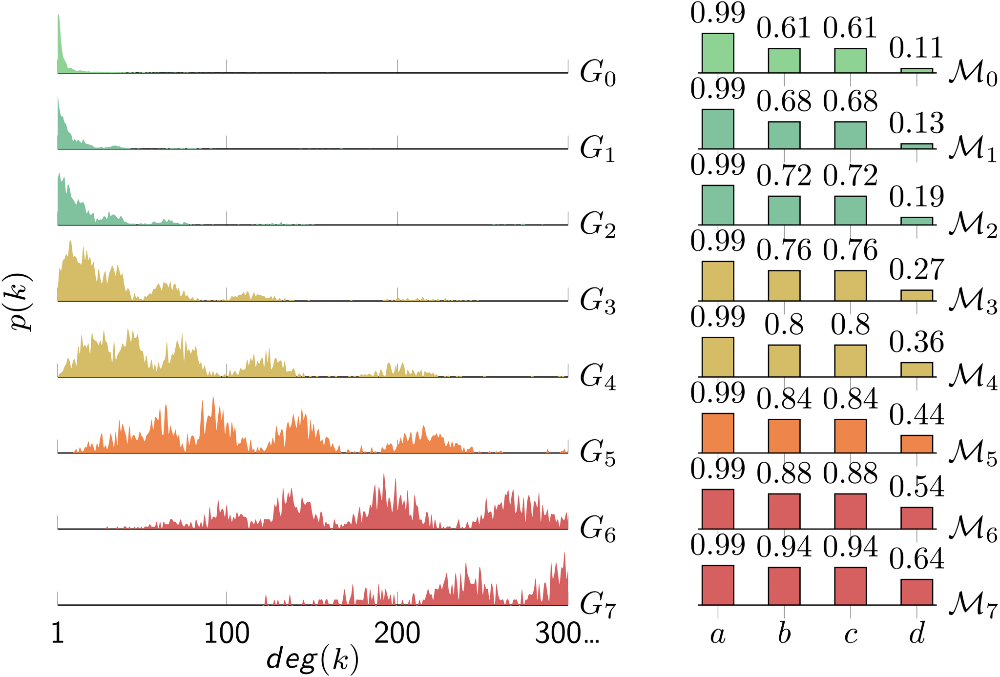 0.99 0.61 0.61 0.11
G₀ ℳ₀
0.99 0.68 0.68 0.13
G₁ ℳ₁
0.99 0.72 0.72 0.19
G₂ ℳ₂
0.99 0.76 0.76 0.27
G₃ ℳ₃
0.99 0.8 0.8 0.36
G₄ ℳ₄
0.99 0.84 0.84 0.44
G₅ ℳ₅
0.99 0.88 0.88 0.54
G₆ ℳ₆
0.99 0.94 0.94 0.64
G₇ ℳ₇
p(k)
1 100 200 300...
deg(k)
a b c d